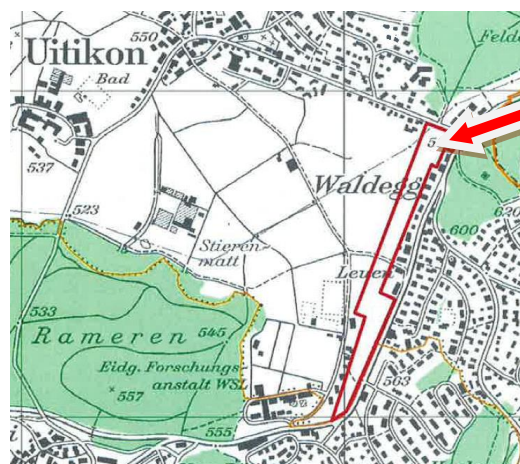 550
Uitikon
Bad
Felde
537
Waldegg
620
523
600
Stieren-
matt
Leuen
533
Rameren
545
Eidg. Forschungs
anstalt WSL
563
557
555